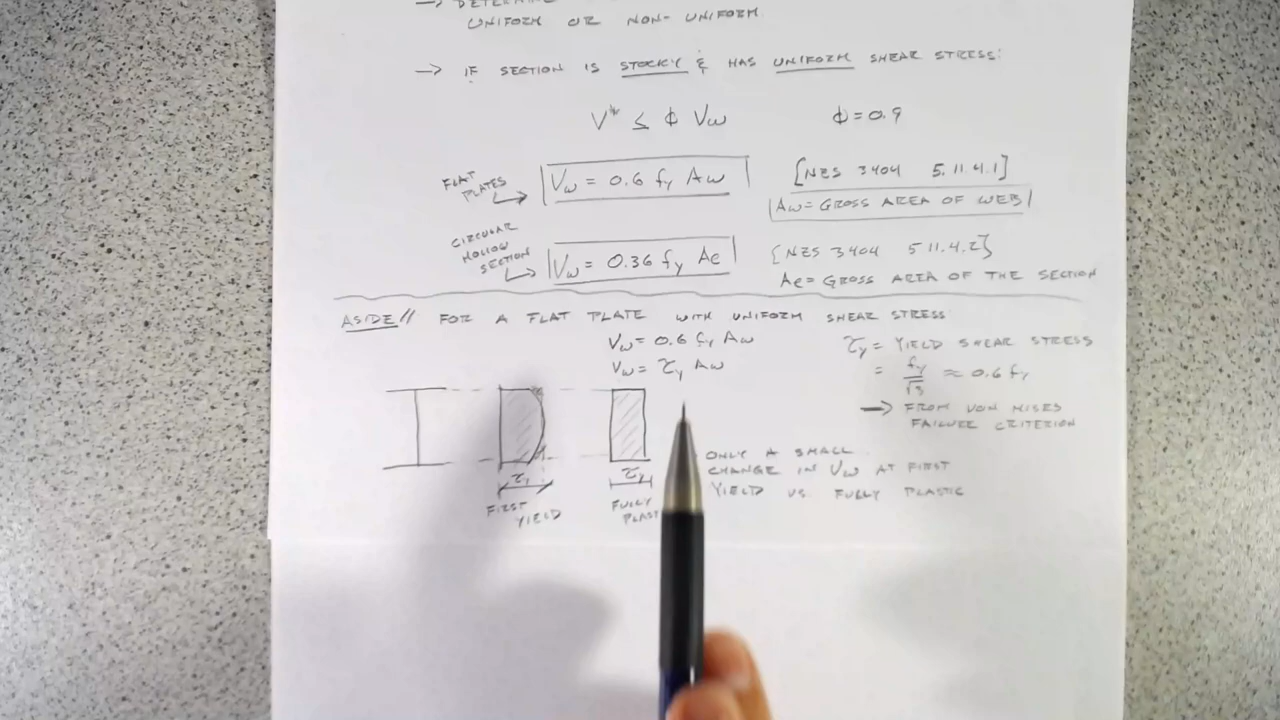 → DETERMINE
UNIFORM OR NON-UNIFORM.
→ IF SECTION IS STOCKY & HAS UNIFORM SHEAR STRESS:
V* ≤ ϕ Vw ϕ = 0.9
FLAT PLATES Vw = 0.6 fy Aw [NZS 3404 5.11.4.1]
Aw = GROSS AREA OF WEB
CIRCULAR HOLLOW SECTION Vw = 0.36 fy Ae [NZS 3404 5.11.4.2]
Ae = GROSS AREA OF THE SECTION
ASIDE// FOR A FLAT PLATE WITH UNIFORM SHEAR STRESS:
Vw = 0.6 fy Aw
Vw = τy Aw
τy = YIELD SHEAR STRESS
= fy/√3 ≈ 0.6 fy
→ FROM VON MISES
FAILURE CRITERION
τy
FIRST
YIELD
τy
FULLY
ONLY A SMALL
CHANGE IN Vw AT FIRST
YIELD VS. FULLY PLASTIC